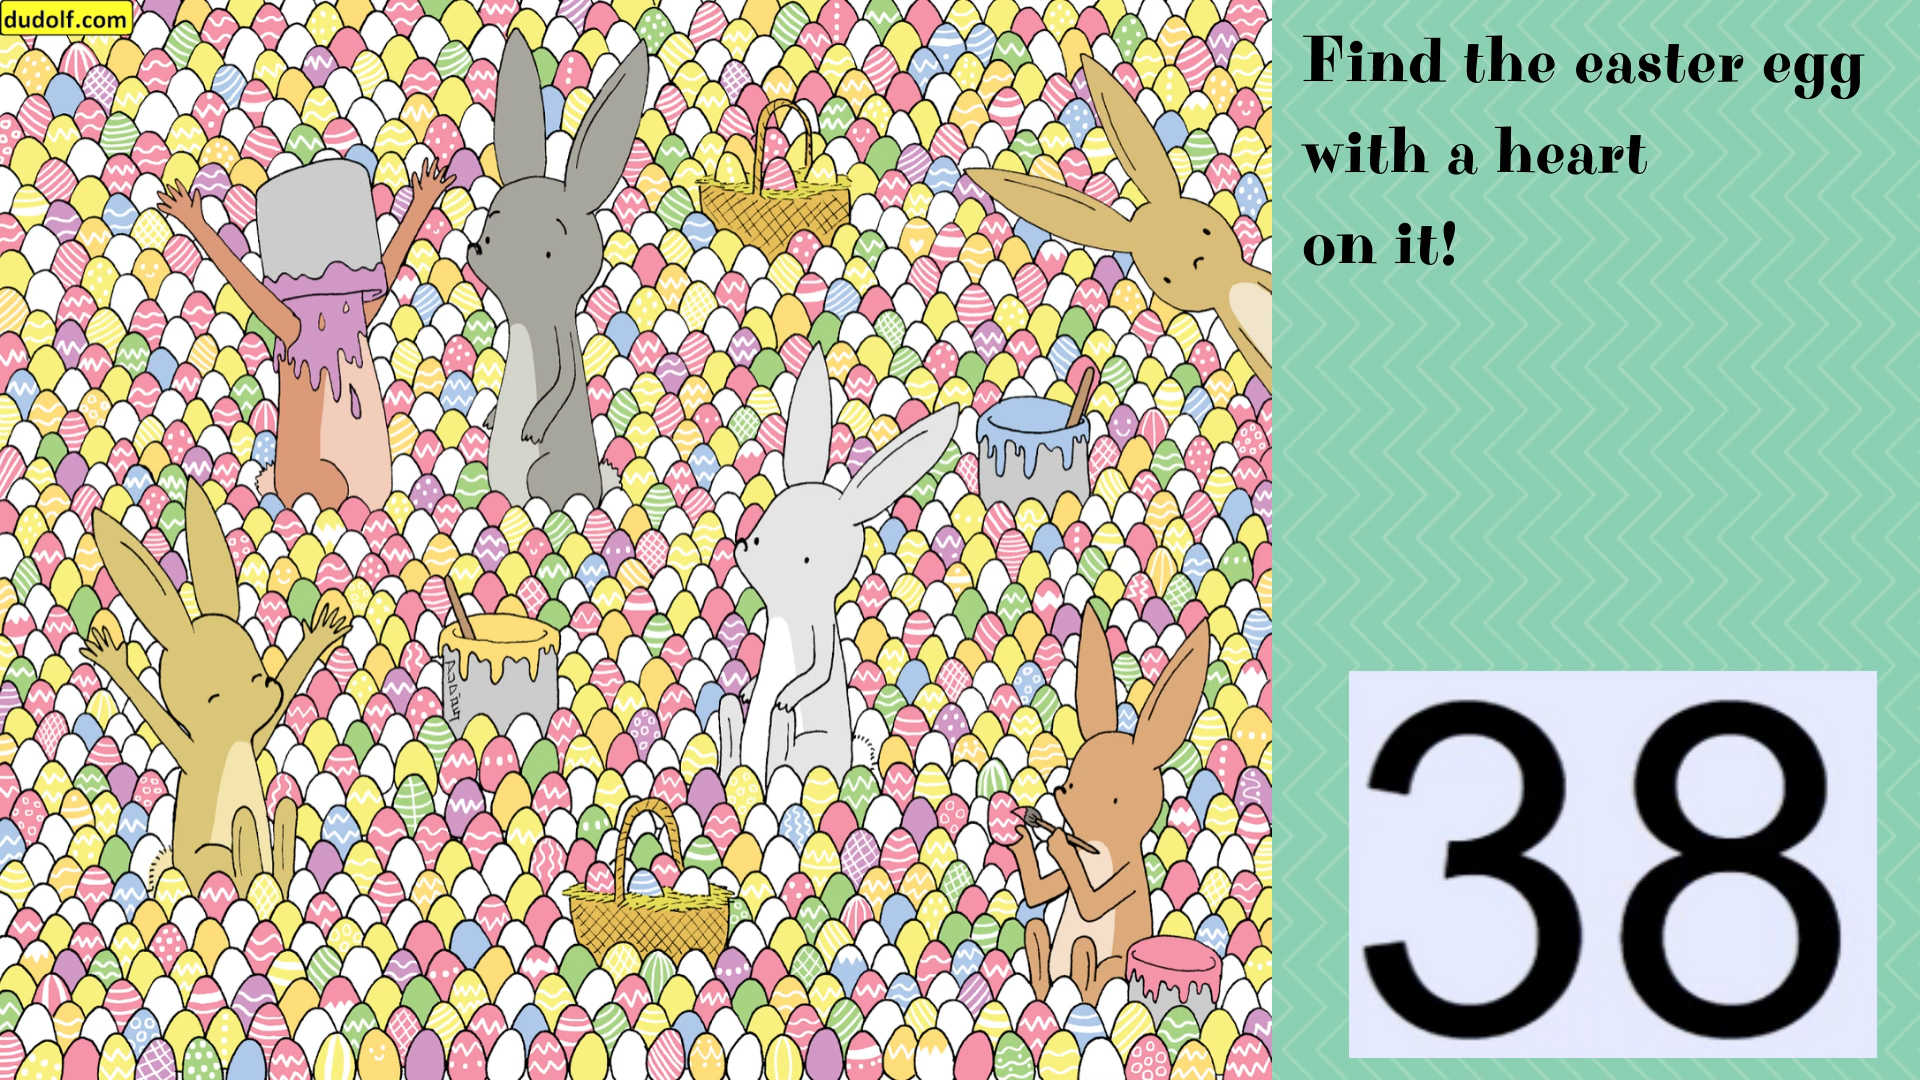 dudolf.com
Find the easter egg
with a heart
on it!
38